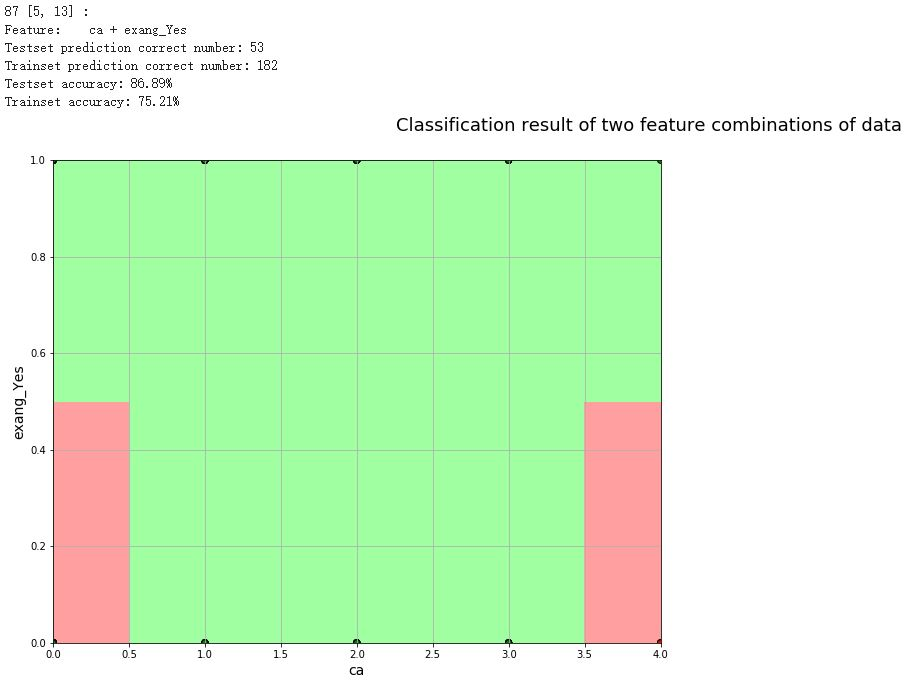 87 [5, 13] :
Feature:    ca + exang_Yes
Testset prediction correct number: 53
Trainset prediction correct number: 182
Testset accuracy: 86.89%
Trainset accuracy: 75.21%
Classification result of two feature combinations of data
1.0
0.8
0.6
0.4
0.2
0.0
exang_Yes
0.0 0.5 1.0 1.5 2.0 2.5 3.0 3.5 4.0
ca